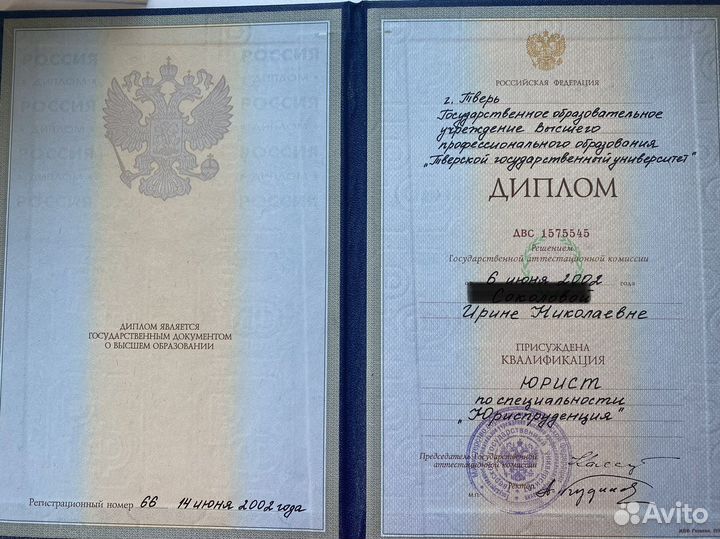 ДИПЛОМ ЯВЛЯЕТСЯ
ГОСУДАРСТВЕННЫМ ДОКУМЕНТОМ
О ВЫСШЕМ ОБРАЗОВАНИИ
Регистрационный номер 66 14 июня 2002 года
РОССИЙСКАЯ ФЕДЕРАЦИЯ
г. Тверь
Государственное образовательное
учреждение высшего
профессионального образования
"Тверской государственный университет"
ДИПЛОМ
ДВС 1575545
Решением
Государственной аттестационной комиссии
6 июня 2002 года
Ирине Николаевне
ПРИСУЖДЕНА
КВАЛИФИКАЦИЯ
ЮРИСТ
по специальности
"Юриспруденция"
Председатель Государственной
аттестационной комиссии
Ректор
М.П.
Avito